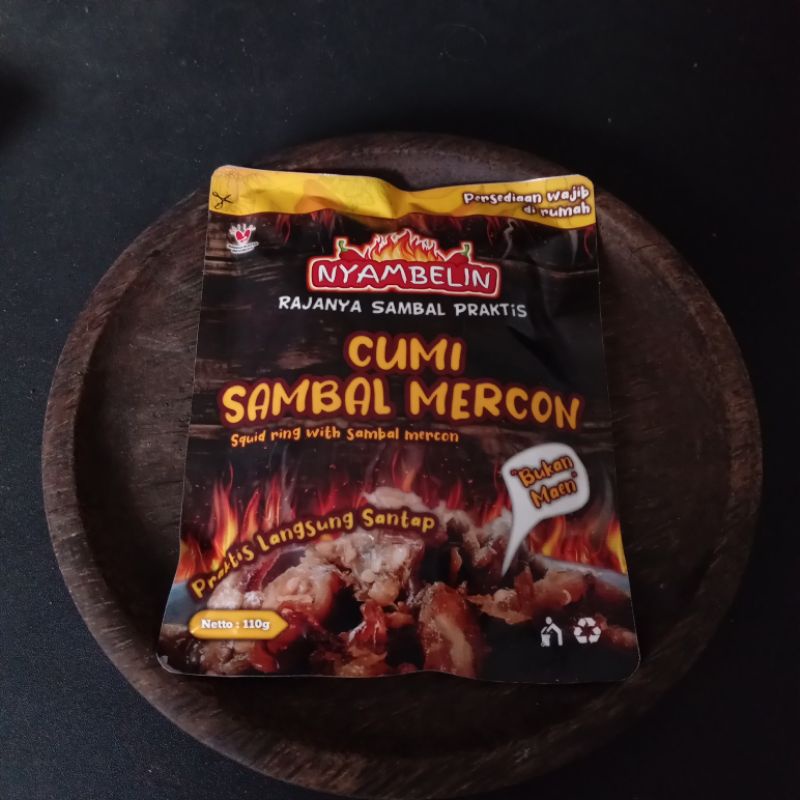 Persediaan wajib
di rumah
NYAMBELIN
RAJANYA SAMBAL PRAKTiS
CUMI
SAMBAL MERCON
Squid ring with Sambal mercon
"Bukan
Maen"
Praktis Langsung Santap
Netto : 110g